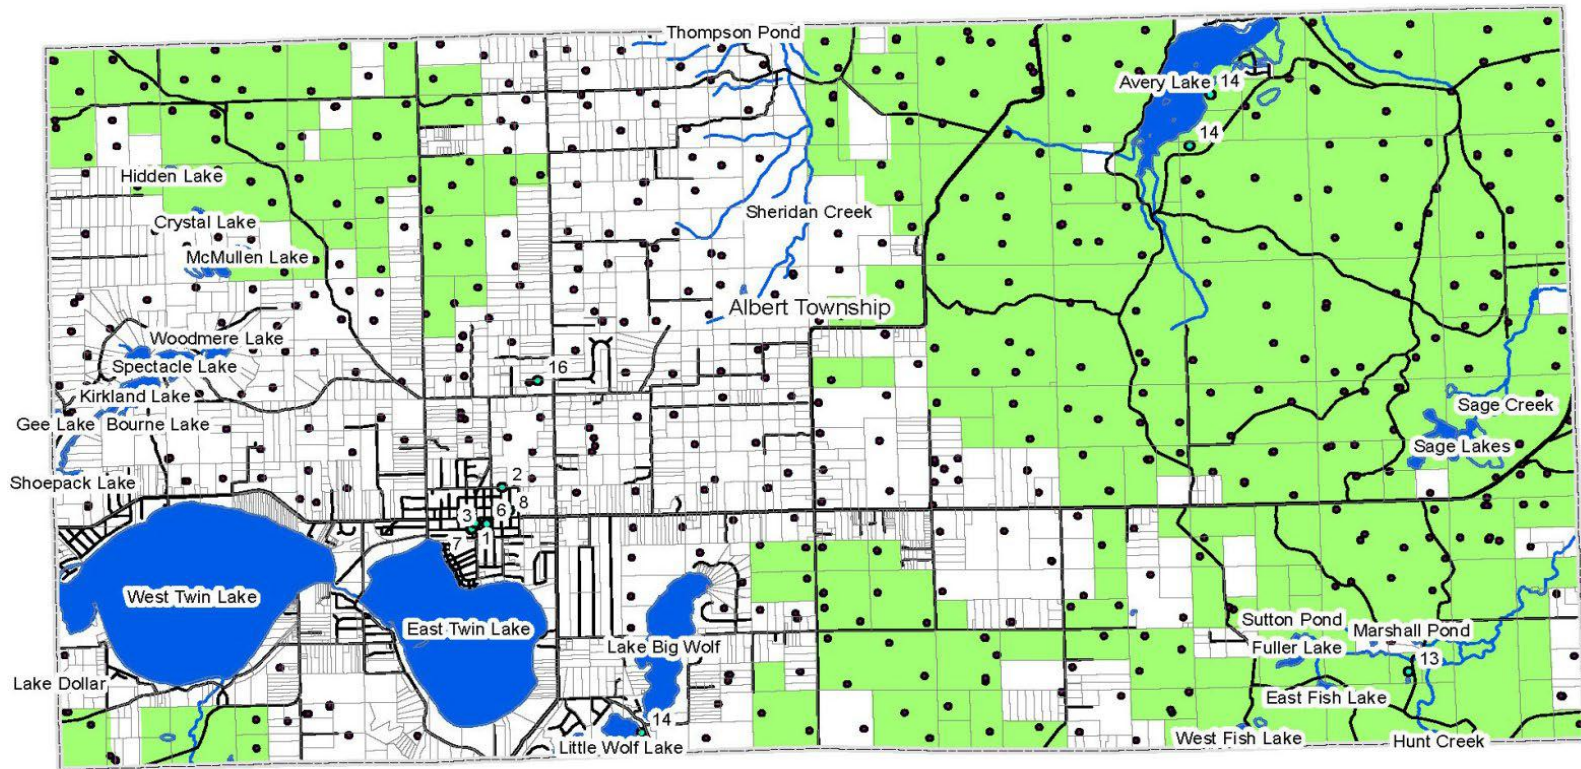 Thompson Pond
Avery Lake
14
14
Hidden Lake
Crystal Lake
Sheridan Creek
McMullen Lake
Albert Township
Woodmere Lake
Spectacle Lake
16
Kirkland Lake
Sage Creek
Gee Lake
Bourne Lake
Sage Lakes
Shoepack Lake
2
8
3
6
7
1
West Twin Lake
East Twin Lake
Sutton Pond
Marshall Pond
Lake Big Wolf
Fuller Lake
13
Lake Dollar
East Fish Lake
14
Little Wolf Lake
West Fish Lake
Hunt Creek